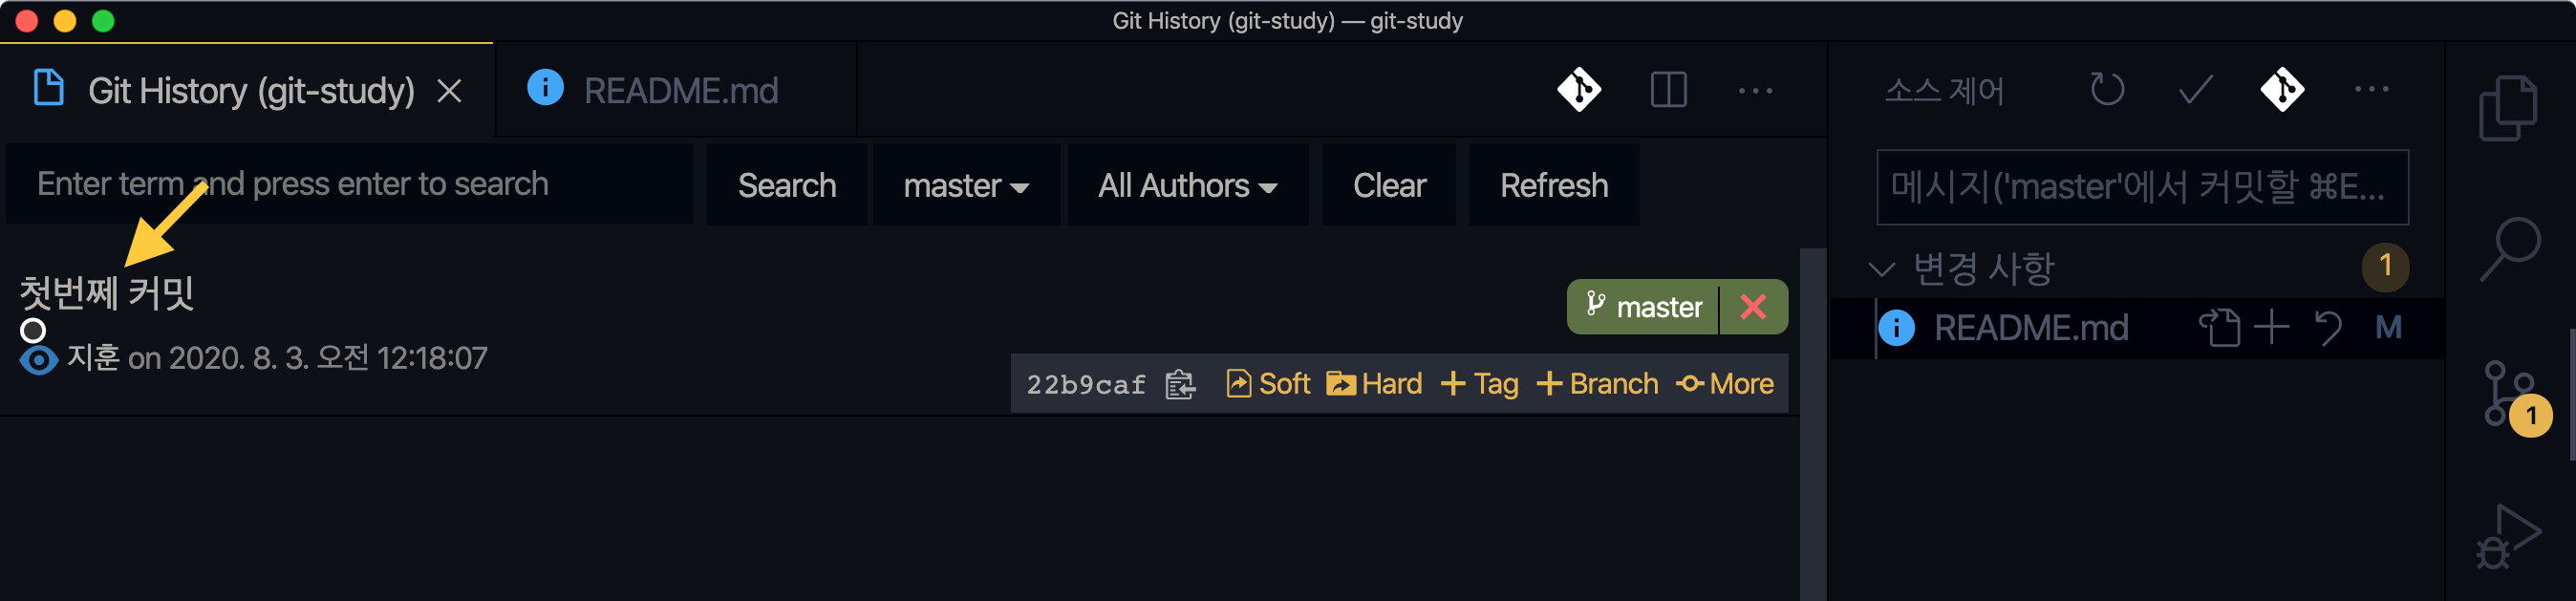 Git History (git-study) — git-study
Git History (git-study)
README.md
Enter term and press enter to search
Search
master
All Authors
Clear
Refresh
첫번쩨 커밋
master
지훈 on 2020. 8. 3. 오전 12:18:07
22b9caf
Soft
Hard
Tag
Branch
More
소스 제어
메시지('master'에서 커밋할 ⌘E...
변경 사항
1
README.md
M
1